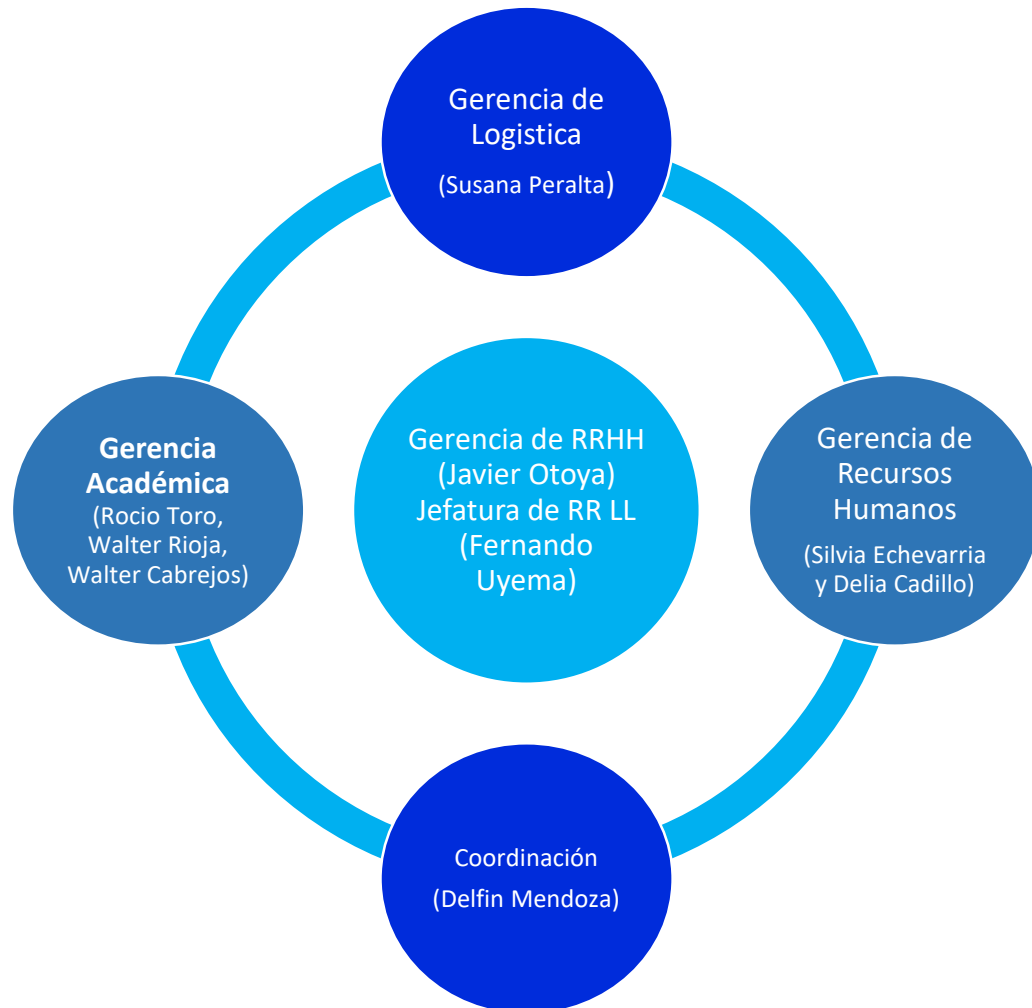 Gerencia de
Logistica
(Susana Peralta)
Gerencia
Académica
(Rocio Toro,
Walter Rioja,
Walter Cabrejos)
Gerencia de RRHH
(Javier Otoya)
Jefatura de RR LL
(Fernando
Uyema)
Gerencia de
Recursos
Humanos
(Silvia Echevarria
y Delia Cadillo)
Coordinación
(Delfin Mendoza)